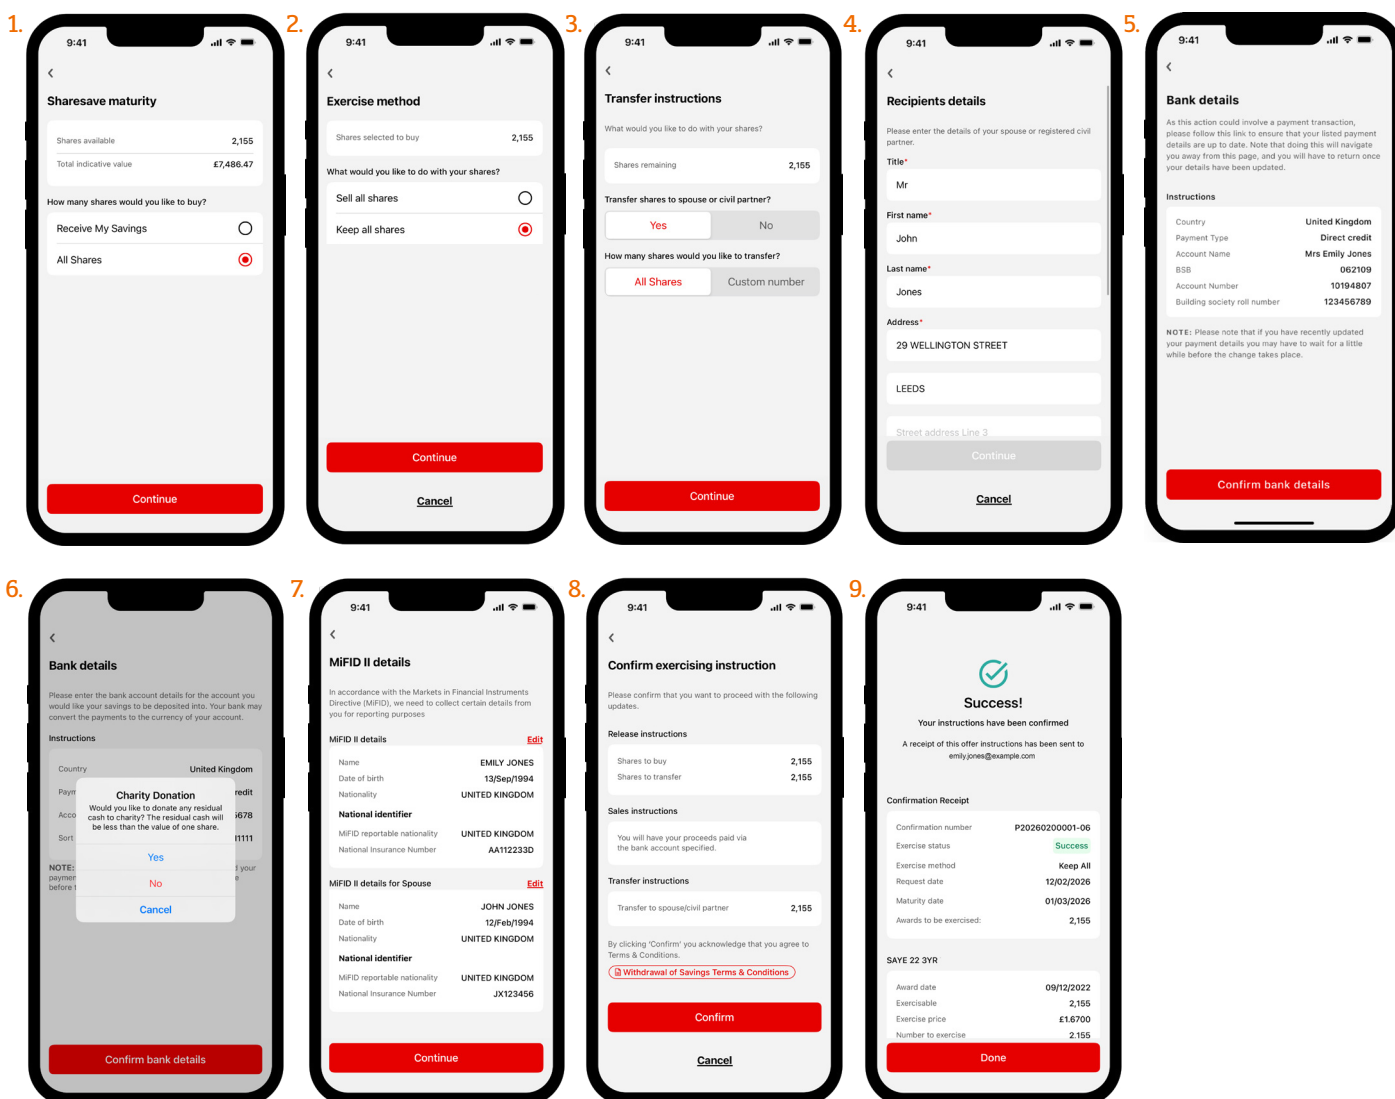 1.
9:41
Sharesave maturity
Shares available 2,155
Total indicative value £7,486.47
How many shares would you like to buy?
Receive My Savings
All Shares
Continue
2.
9:41
Exercise method
Shares selected to buy 2,155
What would you like to do with your shares?
Sell all shares
Keep all shares
Continue
Cancel
3.
9:41
Transfer instructions
What would you like to do with your shares?
Shares remaining 2,155
Transfer shares to spouse or civil partner?
Yes No
How many shares would you like to transfer?
All Shares Custom number
Continue
4.
9:41
Recipients details
Please enter the details of your spouse or registered civil
partner.
Title*
Mr
First name*
John
Last name*
Jones
Address*
29 WELLINGTON STREET
LEEDS
Street address Line 3
Continue
Cancel
5.
9:41
Bank details
As this action could involve a payment transaction,
please follow this link to ensure that your listed payment
details are up to date. Note that doing this will navigate
you away from this page, and you will have to return once
your details have been updated.
Instructions
Country United Kingdom
Payment Type Direct credit
Account Name Mrs Emily Jones
BSB 062109
Account Number 10194807
Building society roll number 123456789
NOTE: Please note that if you have recently updated
your payment details you may have to wait for a little
while before the change takes place.
Confirm bank details
6.
Bank details
Please enter the bank account details for the account you
would like your savings to be deposited into. Your bank may
convert the payments to the currency of your account.
Instructions
Country United Kingdom
Charity Donation
Would you like to donate any residual
cash to charity? The residual cash will
be less than the value of one share.
Yes
No
Cancel
NOTE:
before
Confirm bank details
7.
9:41
MiFID II details
In accordance with the Markets in Financial Instruments
Directive (MiFID), we need to collect certain details from
you for reporting purposes
MiFID II details Edit
Name EMILY JONES
Date of birth 13/Sep/1994
Nationality UNITED KINGDOM
National identifier
MiFID reportable nationality UNITED KINGDOM
National Insurance Number AA112233D
MiFID II details for Spouse Edit
Name JOHN JONES
Date of birth 12/Feb/1994
Nationality UNITED KINGDOM
National identifier
MiFID reportable nationality UNITED KINGDOM
National Insurance Number JX123456
Continue
8.
9:41
Confirm exercising instruction
Please confirm that you want to proceed with the following
updates.
Release instructions
Shares to buy 2,155
Shares to transfer 2,155
Sales instructions
You will have your proceeds paid via
the bank account specified.
Transfer instructions
Transfer to spouse/civil partner 2,155
By clicking ‘Confirm’ you acknowledge that you agree to
Terms & Conditions.
Withdrawal of Savings Terms & Conditions
Confirm
Cancel
9.
9:41
Success!
Your instructions have been confirmed
A receipt of this offer instructions has been sent to
emily.jones@example.com
Confirmation Receipt
Confirmation number P20260200001-06
Exercise status Success
Exercise method Keep All
Request date 12/02/2026
Maturity date 01/03/2026
Awards to be exercised: 2,155
SAYE 22 3YR
Award date 09/12/2022
Exercisable 2,155
Exercise price £1.6700
Number to exercise 2,155
Done